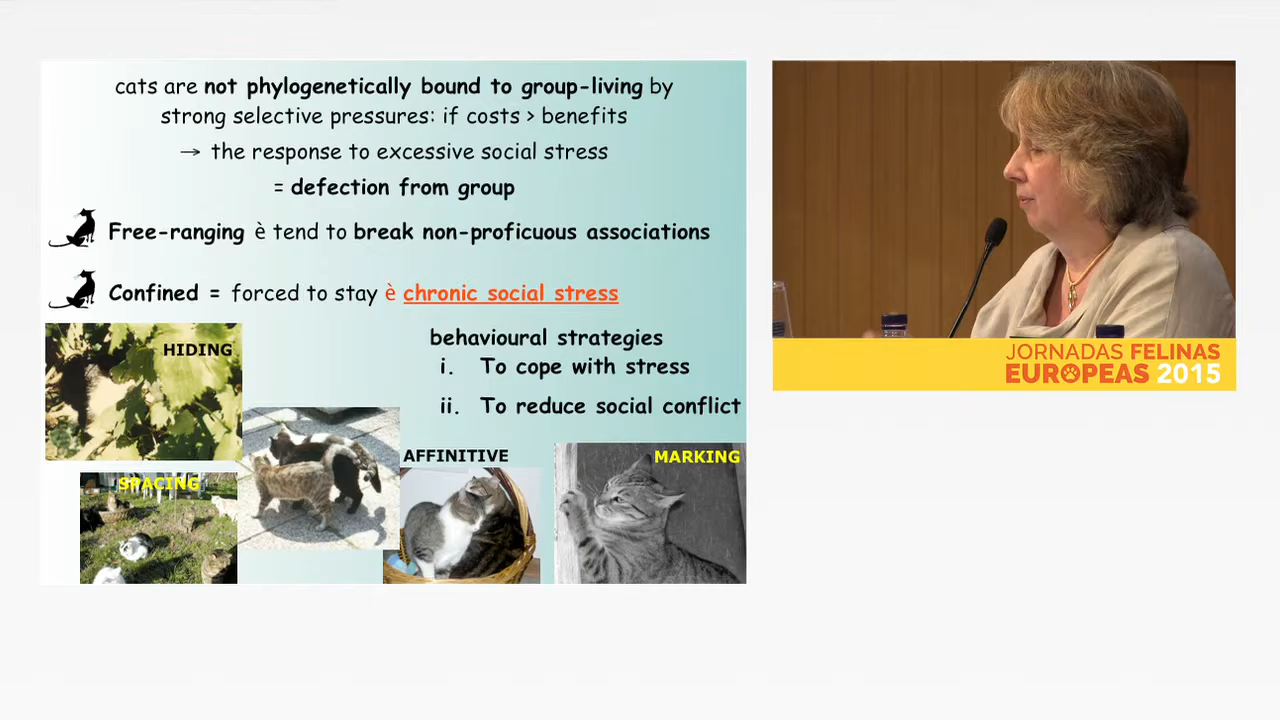 cats are not phylogenetically bound to group-living by
strong selective pressures: if costs > benefits
→ the response to excessive social stress
= defection from group
Free-ranging è tend to break non-proficuous associations
Confined = forced to stay è chronic social stress
behavioural strategies
i. To cope with stress
ii. To reduce social conflict
HIDING
SPACING
AFFINITIVE
MARKING
JORNADAS FELINAS
EUROPEAS 2015